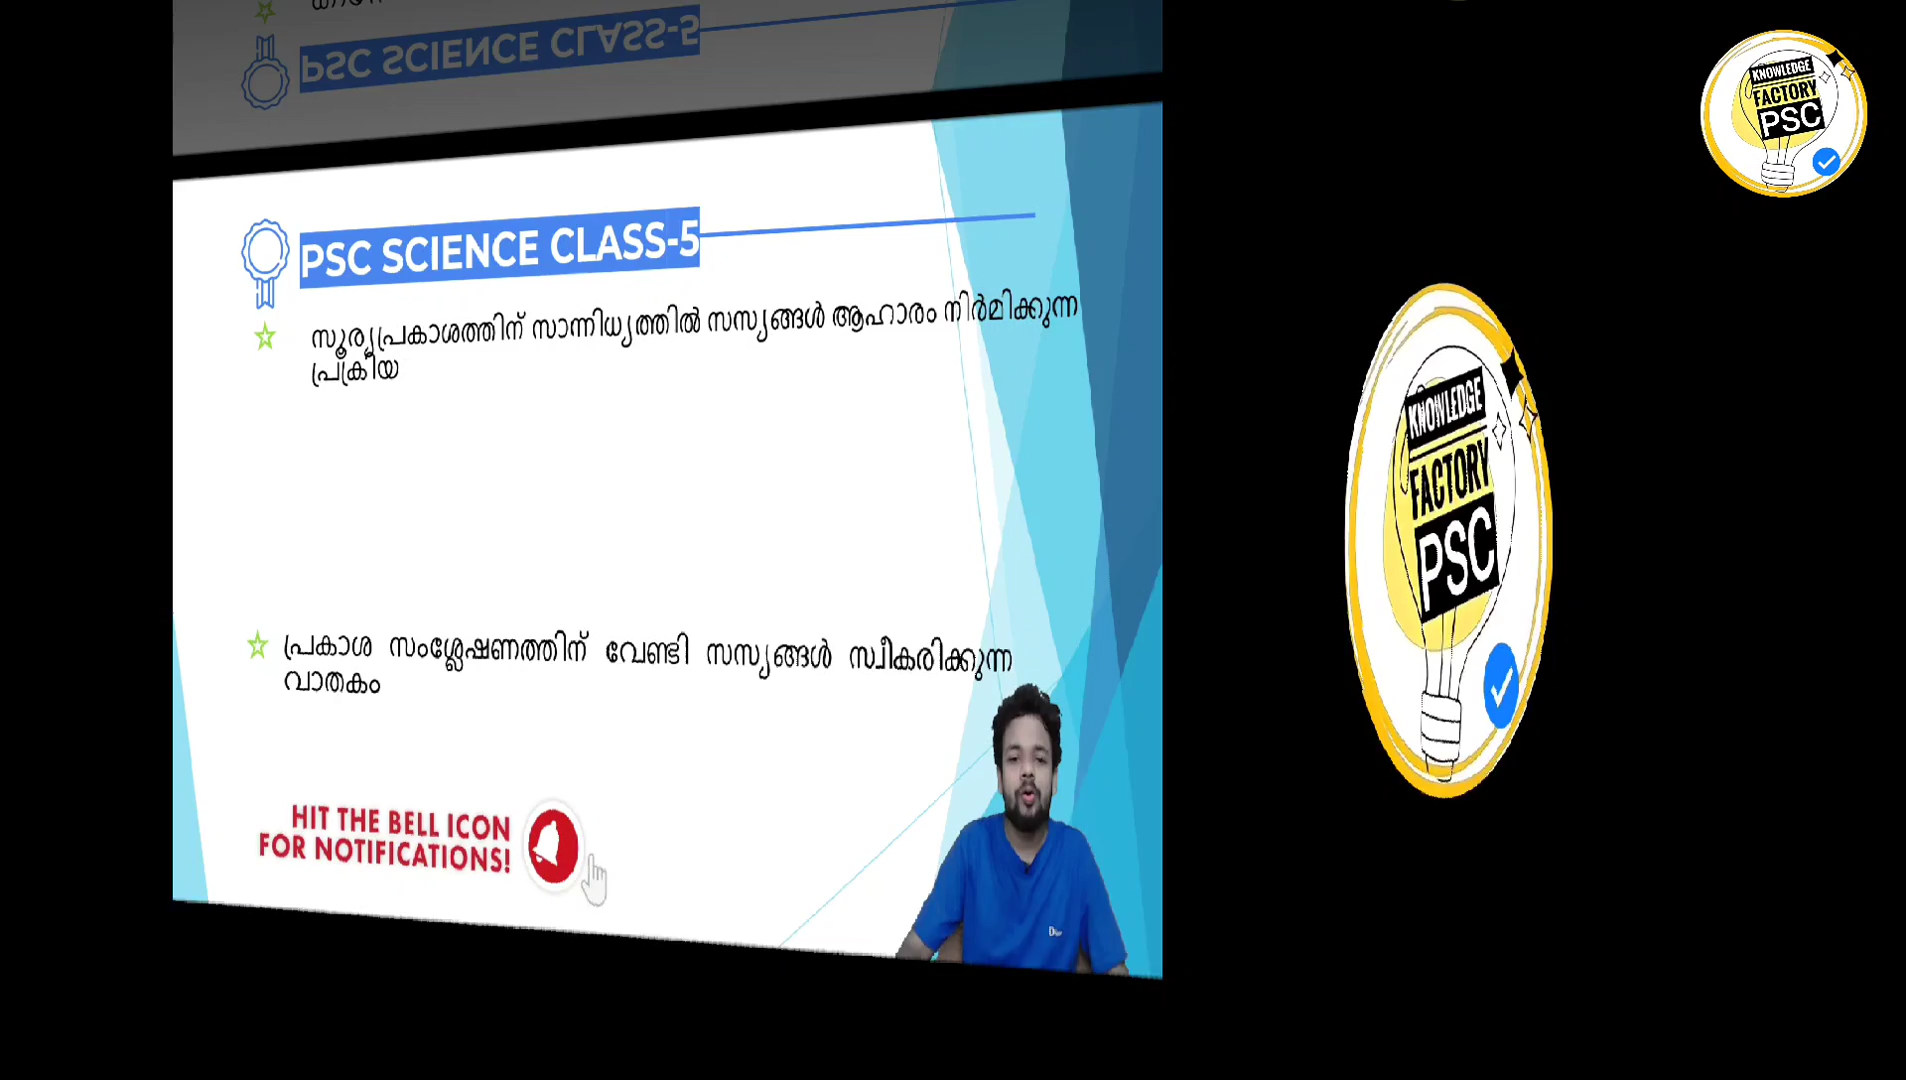 PSC SCIENCE CLASS-5
KNOWLEDGE
FACTORY
PSC
PSC SCIENCE CLASS-5
സൂര്യപ്രകാശത്തിന് സാന്നിധ്യത്തിൽ സസ്യങ്ങൾ ആഹാരം നിർമിക്കുന്ന
പ്രക്രിയ
KNOWLEDGE
FACTORY
PSC
പ്രകാശ സംശ്ലേഷണത്തിന് വേണ്ടി സസ്യങ്ങൾ സ്വീകരിക്കുന്ന
വാതകം
HIT THE BELL ICON
FOR NOTIFICATIONS!